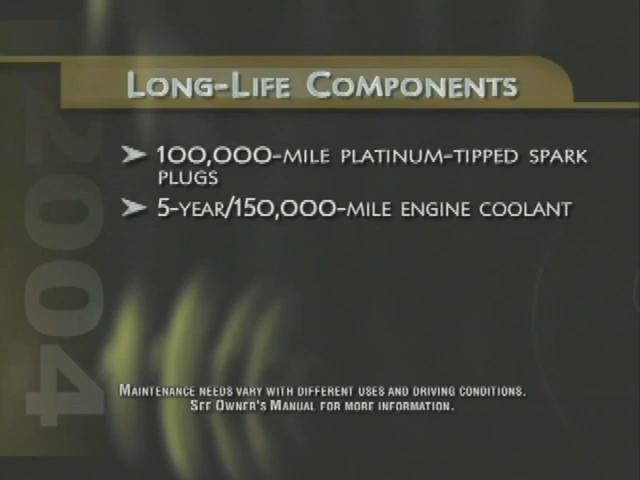 Long-Life Components
➤ 100,000-mile platinum-tipped spark
plugs
➤ 5-year/150,000-mile engine coolant
2004
Maintenance needs vary with different uses and driving conditions.
See Owner's Manual for more information.